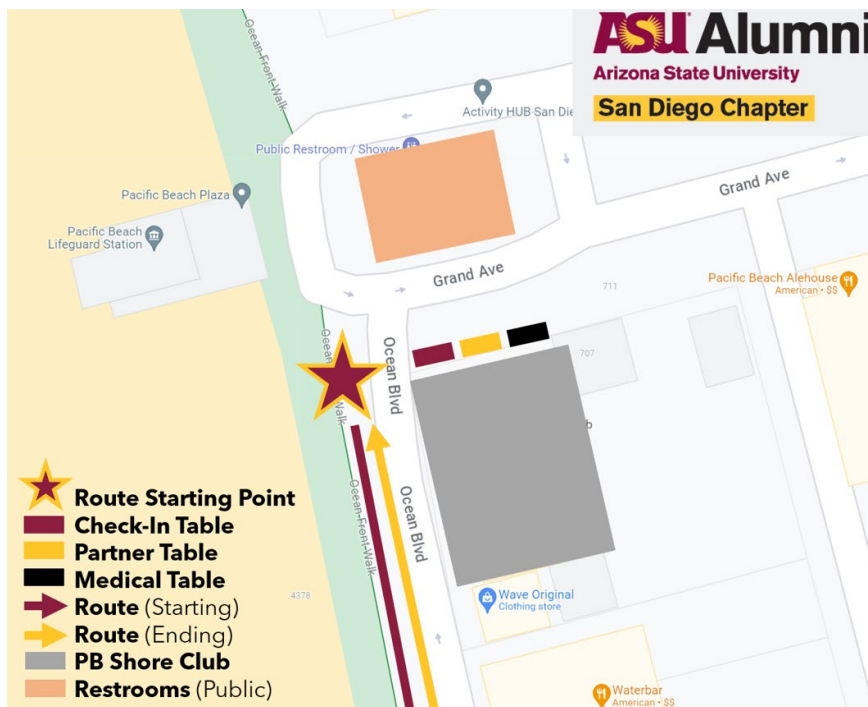 ASU Alumni
Arizona State University
San Diego Chapter
Ocean Front Walk
Activity HUB San Die
Public Restroom / Shower
Grand Ave
Pacific Beach Plaza
Pacific Beach
Lifeguard Station
Grand Ave
Pacific Beach Alehouse
American • $$
711
707
Ocean Blvd
Walk
b
Ocean Front Walk
Ocean Blvd
4378
Wave Original
Clothing store
Waterbar
American • $$
Route Starting Point
Check-In Table
Partner Table
Medical Table
Route (Starting)
Route (Ending)
PB Shore Club
Restrooms (Public)